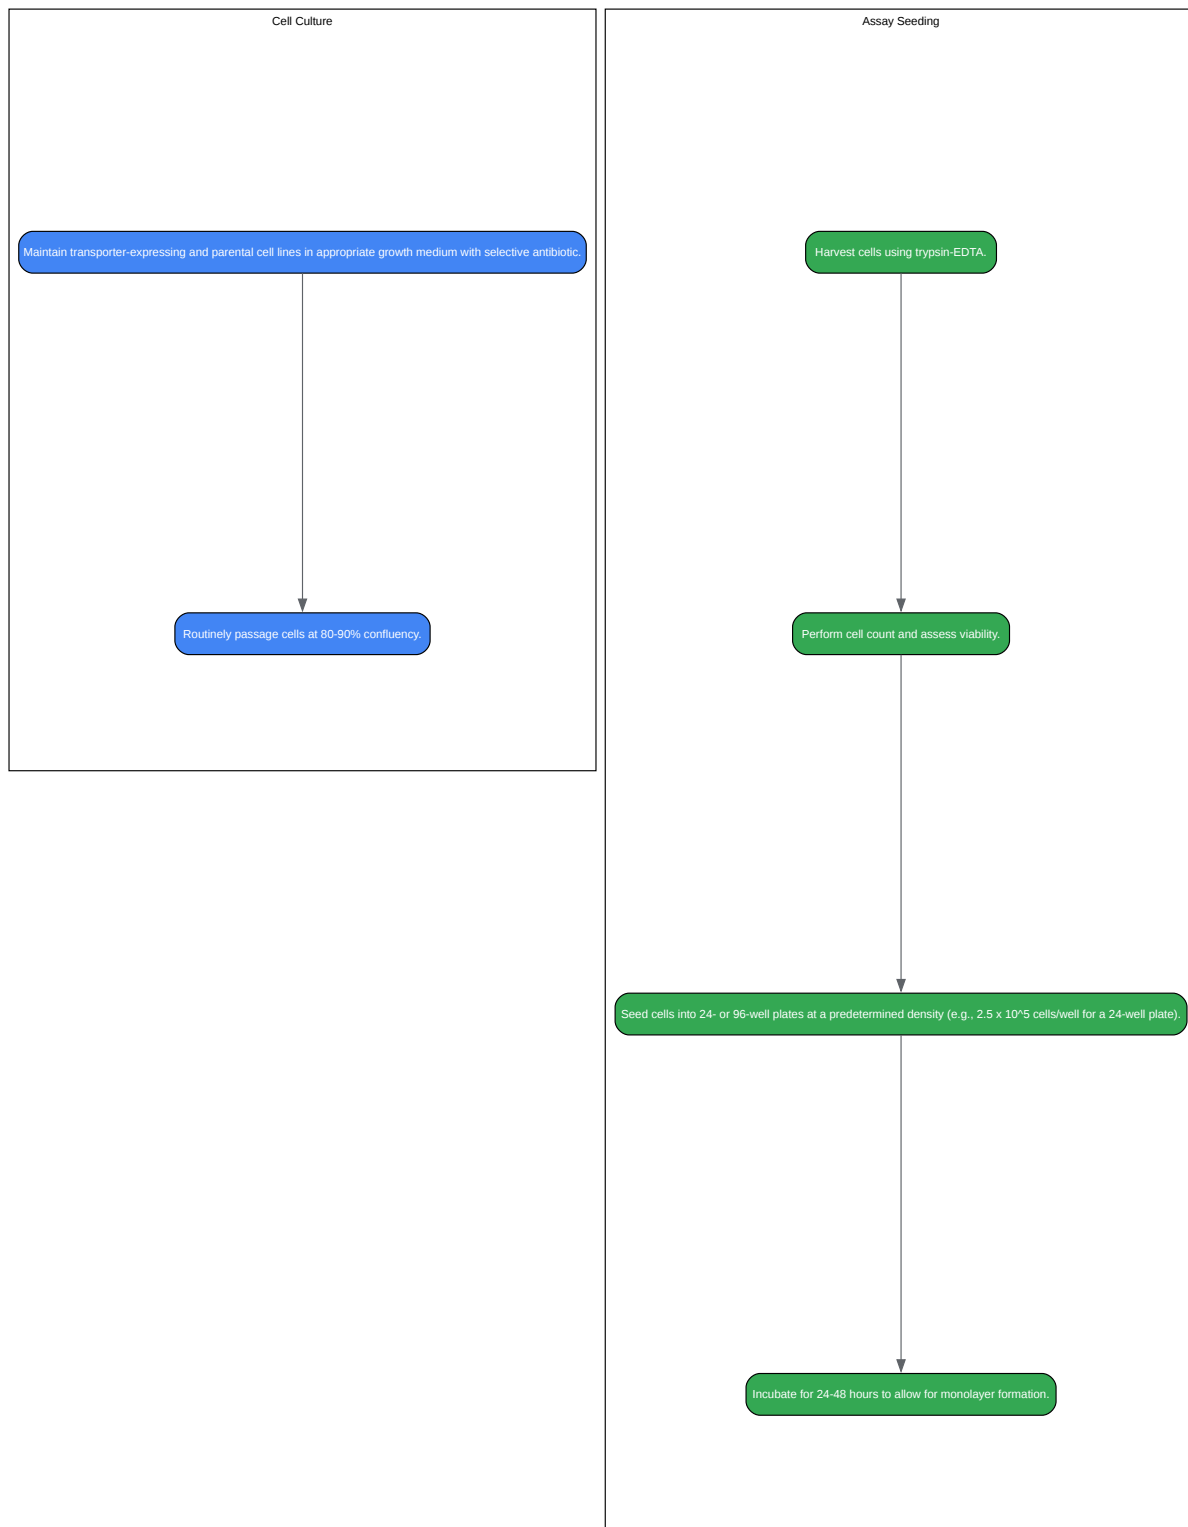 Cell Culture
Maintain transporter-expressing and parental cell lines in appropriate growth medium with selective antibiotic.
Routinely passage cells at 80-90% confluency.
Assay Seeding
Harvest cells using trypsin-EDTA.
Perform cell count and assess viability.
Seed cells into 24- or 96-well plates at a predetermined density (e.g., 2.5 x 10^5 cells/well for a 24-well plate).
Incubate for 24-48 hours to allow for monolayer formation.